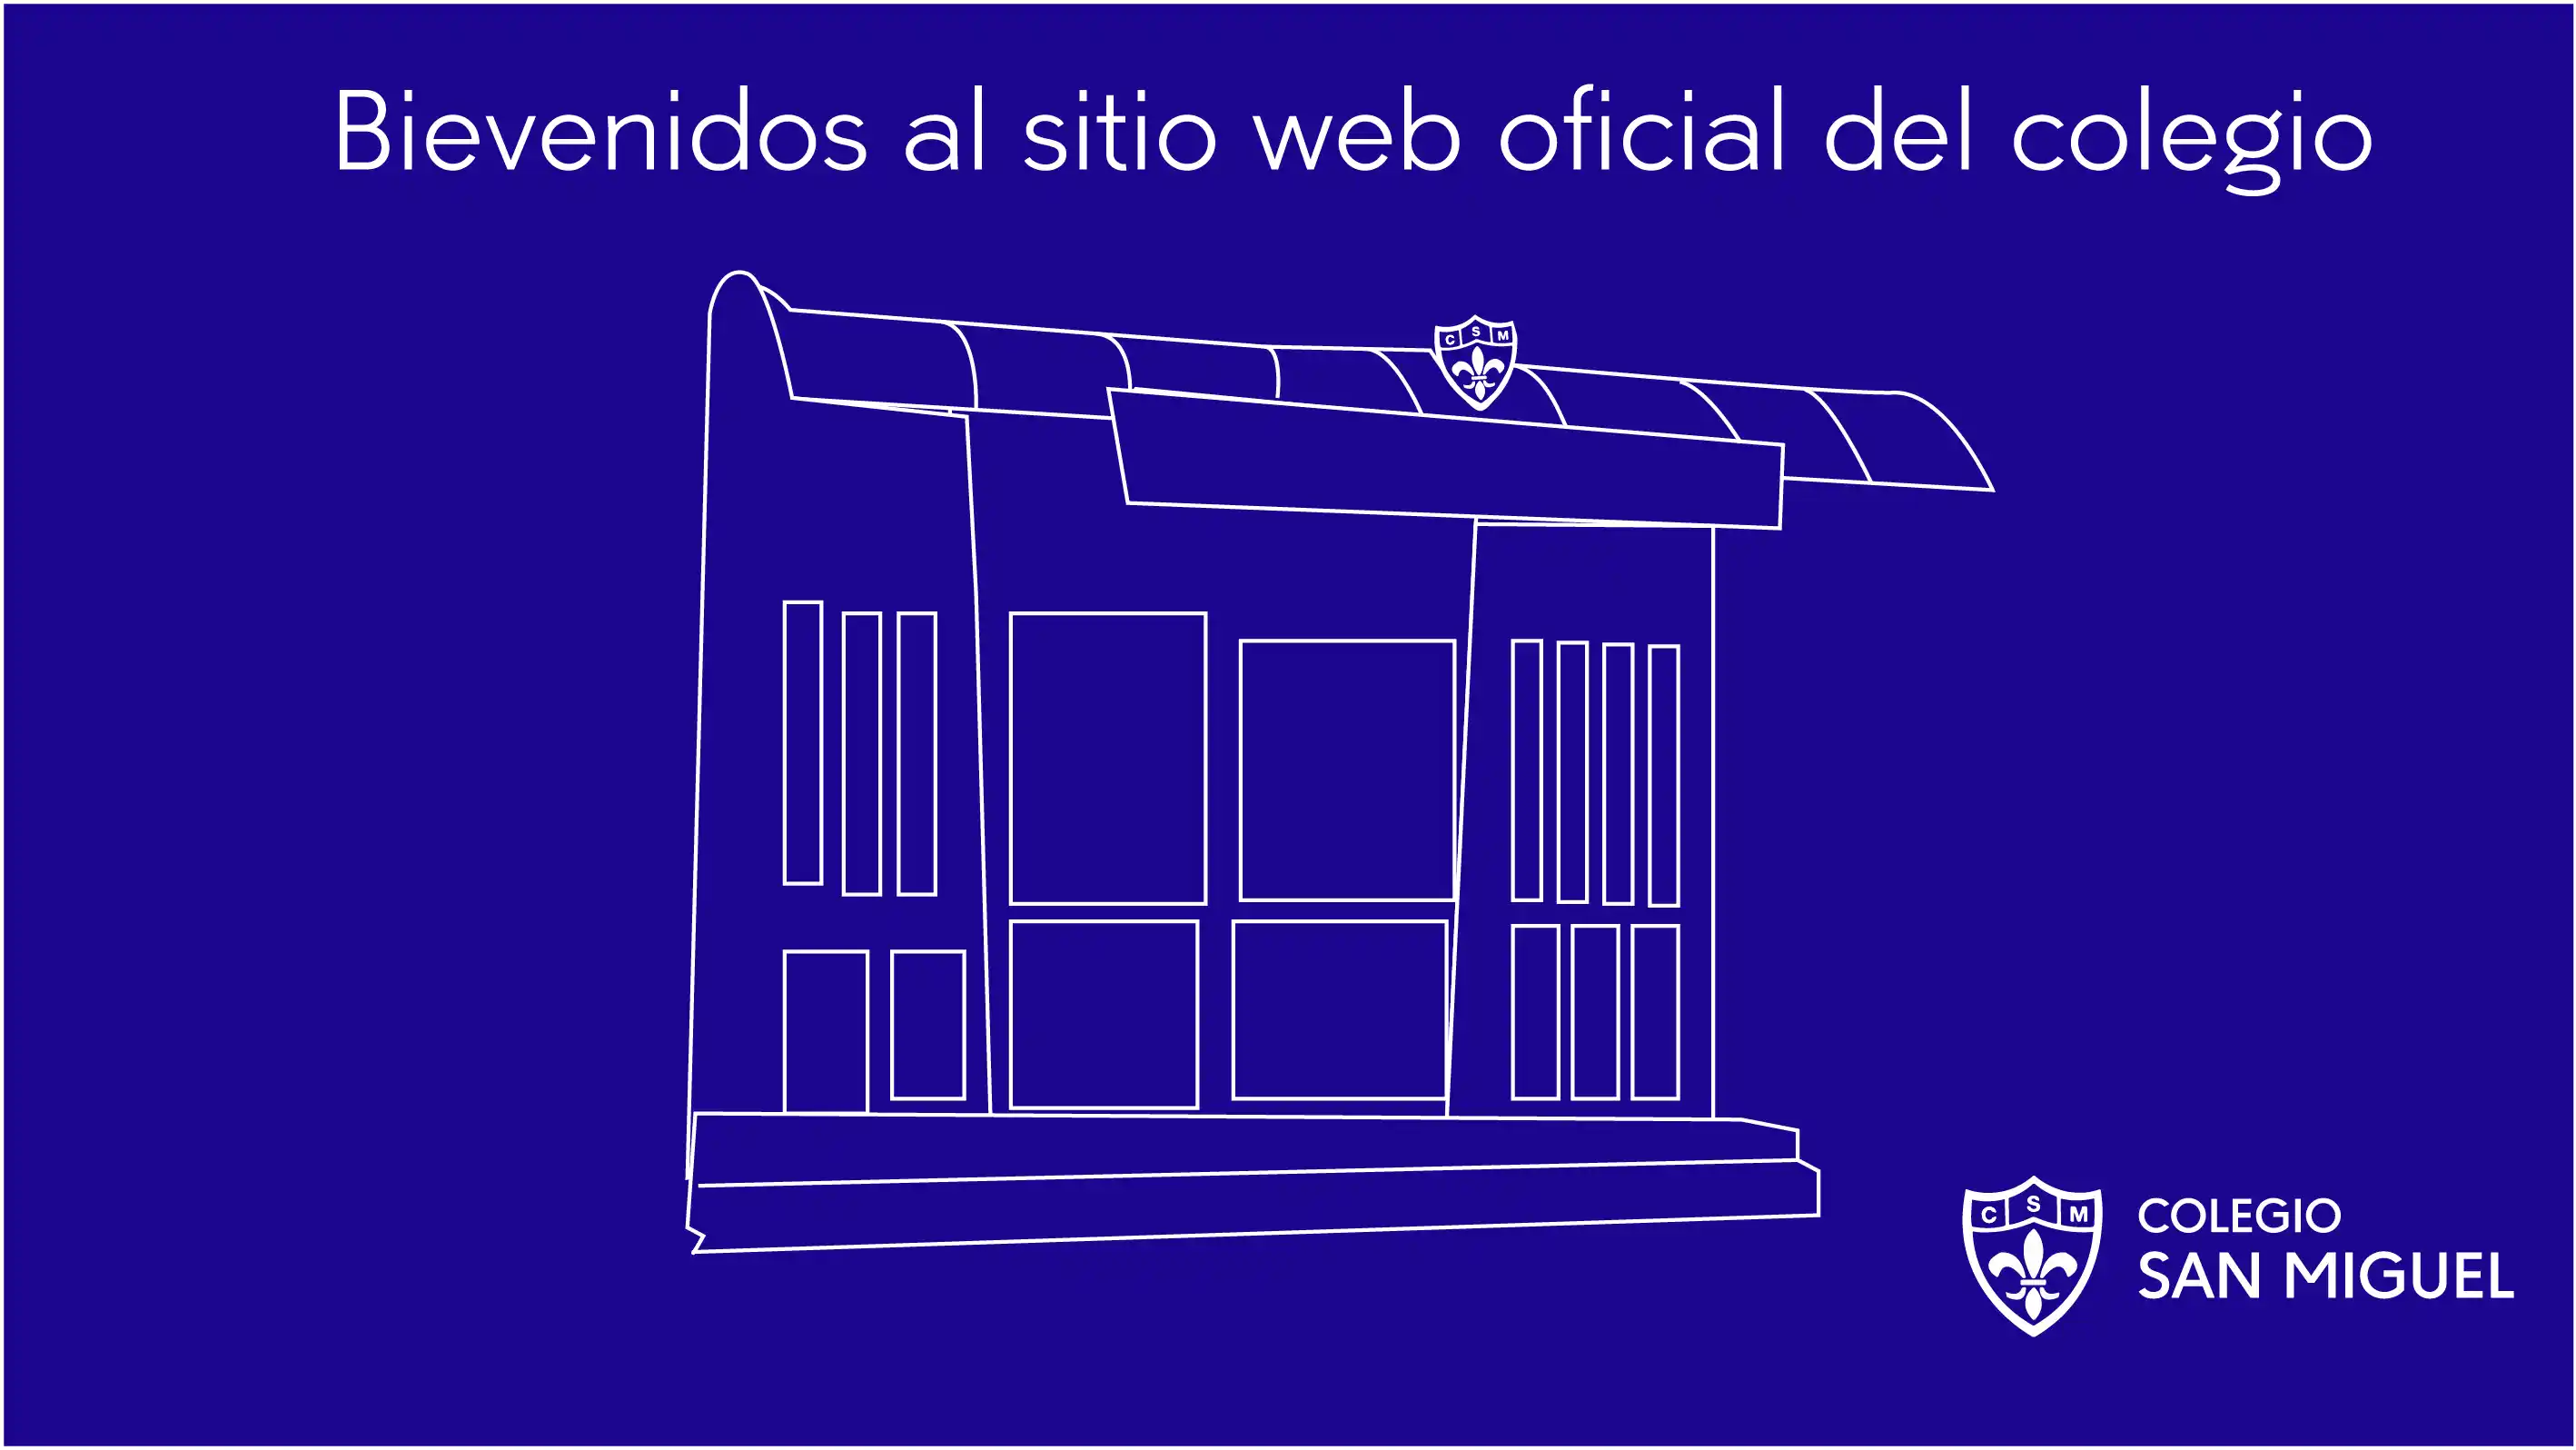 Bievenidos al sitio web oficial del colegio
C S M
C S M
COLEGIO
SAN MIGUEL